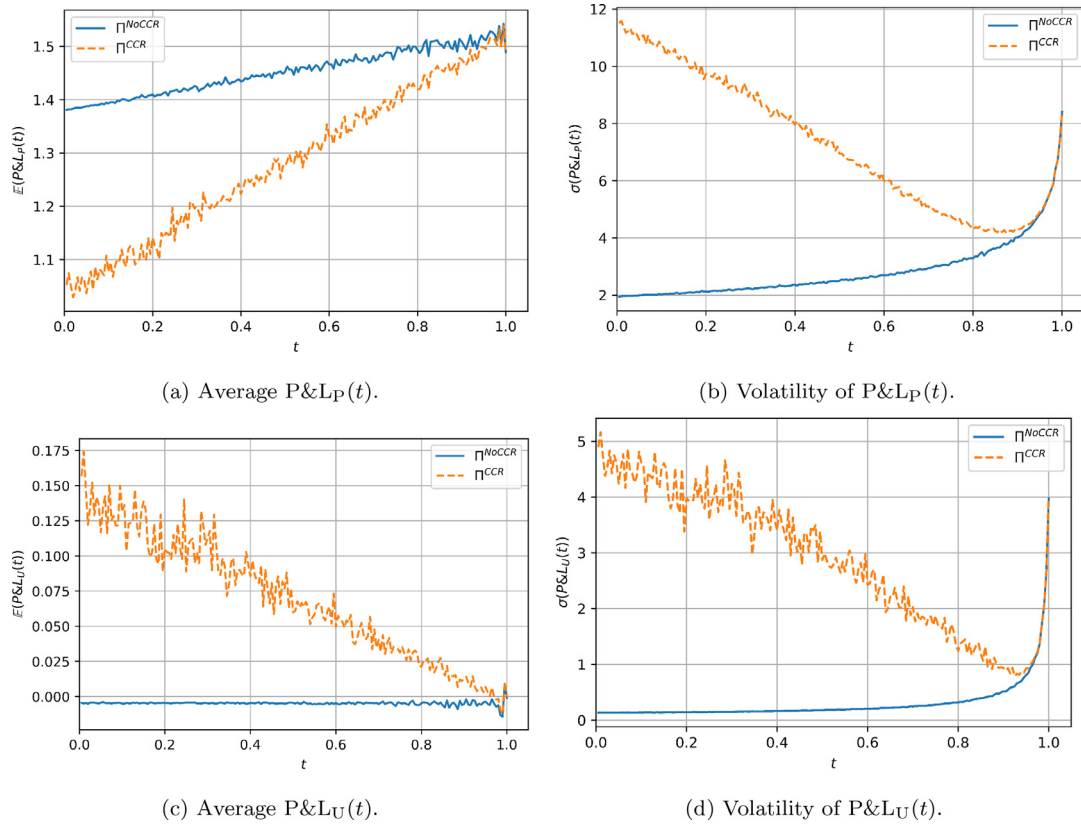 Π^NoCCR
Π^CCR
𝔼(P&L_P(t))
1.5
1.4
1.3
1.2
1.1
0.0 0.2 0.4 0.6 0.8 1.0
t
(a) Average P&L_P(t).
Π^NoCCR
Π^CCR
σ(P&L_P(t))
12
10
8
6
4
2
0.0 0.2 0.4 0.6 0.8 1.0
t
(b) Volatility of P&L_P(t).
Π^NoCCR
Π^CCR
𝔼(P&L_U(t))
0.175
0.150
0.125
0.100
0.075
0.050
0.025
0.000
0.0 0.2 0.4 0.6 0.8 1.0
t
(c) Average P&L_U(t).
Π^NoCCR
Π^CCR
σ(P&L_U(t))
5
4
3
2
1
0
0.0 0.2 0.4 0.6 0.8 1.0
t
(d) Volatility of P&L_U(t).